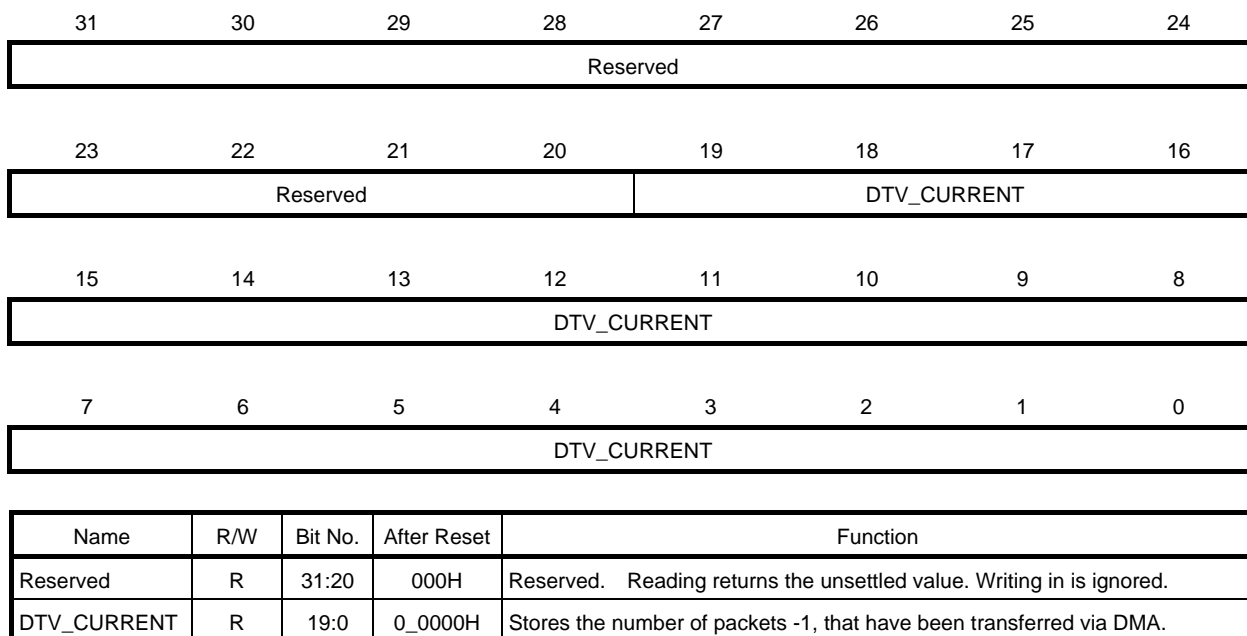 31 30 29 28 27 26 25 24
Reserved
23 22 21 20 19 18 17 16
Reserved DTV_CURRENT
15 14 13 12 11 10 9 8
DTV_CURRENT
7 6 5 4 3 2 1 0
DTV_CURRENT
Name R/W Bit No. After Reset Function
Reserved R 31:20 000H Reserved. Reading returns the unsettled value. Writing in is ignored.
DTV_CURRENT R 19:0 0_0000H Stores the number of packets -1, that have been transferred via DMA.